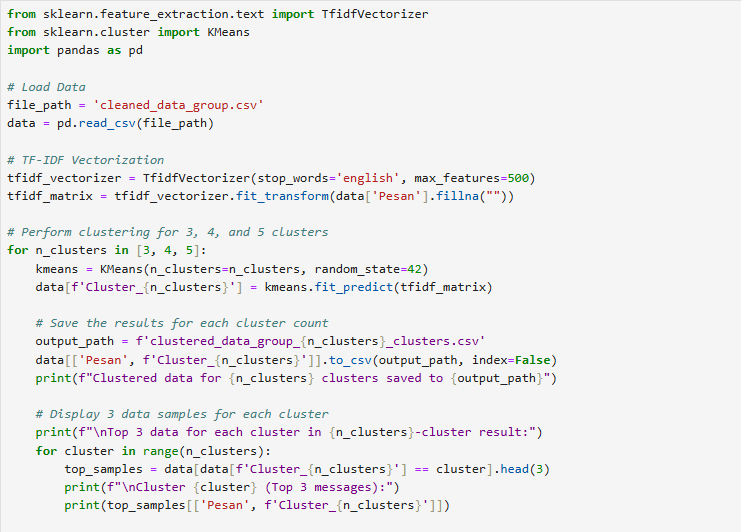 from sklearn.feature_extraction.text import TfidfVectorizer
from sklearn.cluster import KMeans
import pandas as pd

# Load Data
file_path = 'cleaned_data_group.csv'
data = pd.read_csv(file_path)

# TF-IDF Vectorization
tfidf_vectorizer = TfidfVectorizer(stop_words='english', max_features=500)
tfidf_matrix = tfidf_vectorizer.fit_transform(data['Pesan'].fillna(""))

# Perform clustering for 3, 4, and 5 clusters
for n_clusters in [3, 4, 5]:
    kmeans = KMeans(n_clusters=n_clusters, random_state=42)
    data[f'Cluster_{n_clusters}'] = kmeans.fit_predict(tfidf_matrix)

    # Save the results for each cluster count
    output_path = f'clustered_data_group_{n_clusters}_clusters.csv'
    data[['Pesan', f'Cluster_{n_clusters}']].to_csv(output_path, index=False)
    print(f"Clustered data for {n_clusters} clusters saved to {output_path}")

    # Display 3 data samples for each cluster
    print(f"\nTop 3 data for each cluster in {n_clusters}-cluster result:")
    for cluster in range(n_clusters):
        top_samples = data[data[f'Cluster_{n_clusters}'] == cluster].head(3)
        print(f"\nCluster {cluster} (Top 3 messages):")
        print(top_samples[['Pesan', f'Cluster_{n_clusters}']])